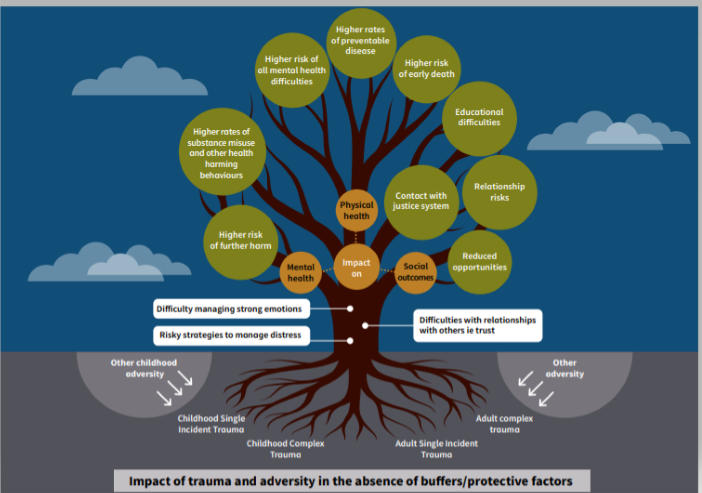 Higher rates
of preventable
disease
Higher risk of
all mental health
difficulties
Higher risk
of early death
Educational
difficulties
Higher rates of
substance misuse
and other health
harming
behaviours
Contact with
justice system
Relationship
risks
Physical
health
Higher risk
of further harm
Mental
health
Impact
on
Social
outcomes
Reduced
opportunities
Difficulty managing strong emotions
Risky strategies to manage distress
Difficulties with relationships
with others ie trust
Other childhood
adversity
Other
adversity
Childhood Single
Incident Trauma
Childhood Complex
Trauma
Adult Single Incident
Trauma
Adult complex
trauma
Impact of trauma and adversity in the absence of buffers/protective factors